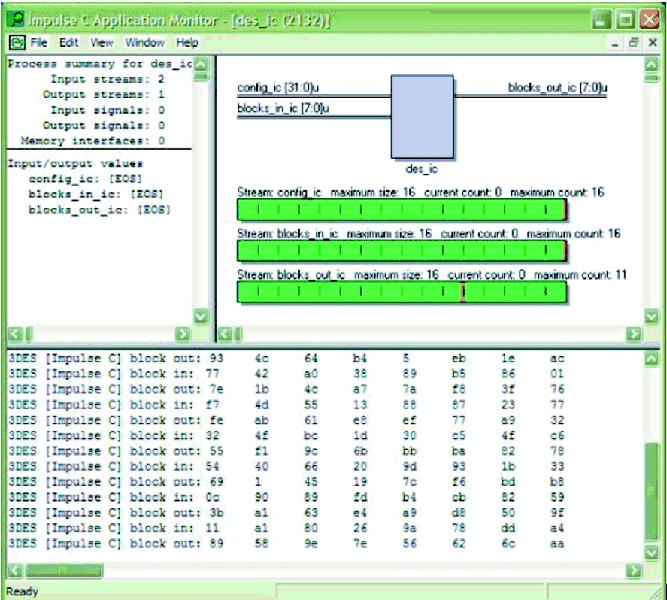 Impulse C Application Monitor - [des_ic (2132)]
File Edit View Window Help
Process summary for des_ic
Input streams: 2
Output streams: 1
Input signals: 0
Output signals: 0
Memory interfaces: 0
Input/output values
config_ic: [EOS]
blocks_in_ic: [EOS]
blocks_out_ic: [EOS]
config_ic [31:0]u
blocks_in_ic [7:0]u
blocks_out_ic [7:0]u
des_ic
Stream: config_ic maximum size: 16 current count: 0 maximum count: 16
Stream: blocks_in_ic maximum size: 16 current count: 0 maximum count: 16
Stream: blocks_out_ic maximum size: 16 current count: 0 maximum count: 11
3DES [Impulse C] block out: 93 4c 64 b4 5 eb 1e ac
3DES [Impulse C] block in: 77 42 a0 38 89 b5 86 01
3DES [Impulse C] block out: 7e 1b 4c a7 7a f8 3f 76
3DES [Impulse C] block in: f7 4d 55 13 88 87 23 77
3DES [Impulse C] block out: fe ab 61 e8 ef 77 a9 32
3DES [Impulse C] block in: 32 4f bc 1d 30 c5 4f c6
3DES [Impulse C] block out: 55 f1 9c 6b bb ba 82 78
3DES [Impulse C] block in: 54 40 66 20 9d 93 1b 33
3DES [Impulse C] block out: 69 1 45 19 7c f6 bd b8
3DES [Impulse C] block in: 0c 90 89 fd b4 cb 82 59
3DES [Impulse C] block out: 3b a1 63 e4 a9 d8 50 9f
3DES [Impulse C] block in: 11 a1 80 26 9a 78 dd a4
3DES [Impulse C] block out: 89 58 9e 7e 56 62 6c aa
Ready